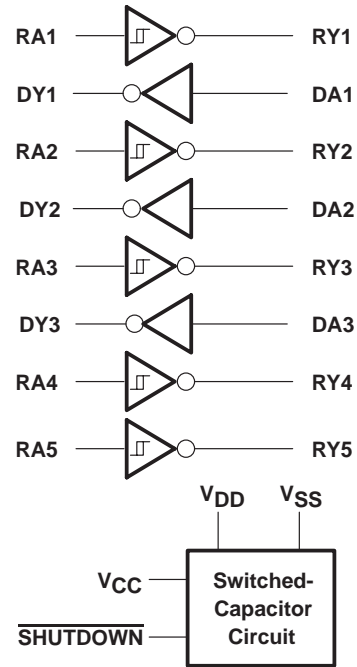 RA1 RY1
DY1 DA1
RA2 RY2
DY2 DA2
RA3 RY3
DY3 DA3
RA4 RY4
RA5 RY5
VDD VSS
VCC
SHUTDOWN
Switched-
Capacitor
Circuit